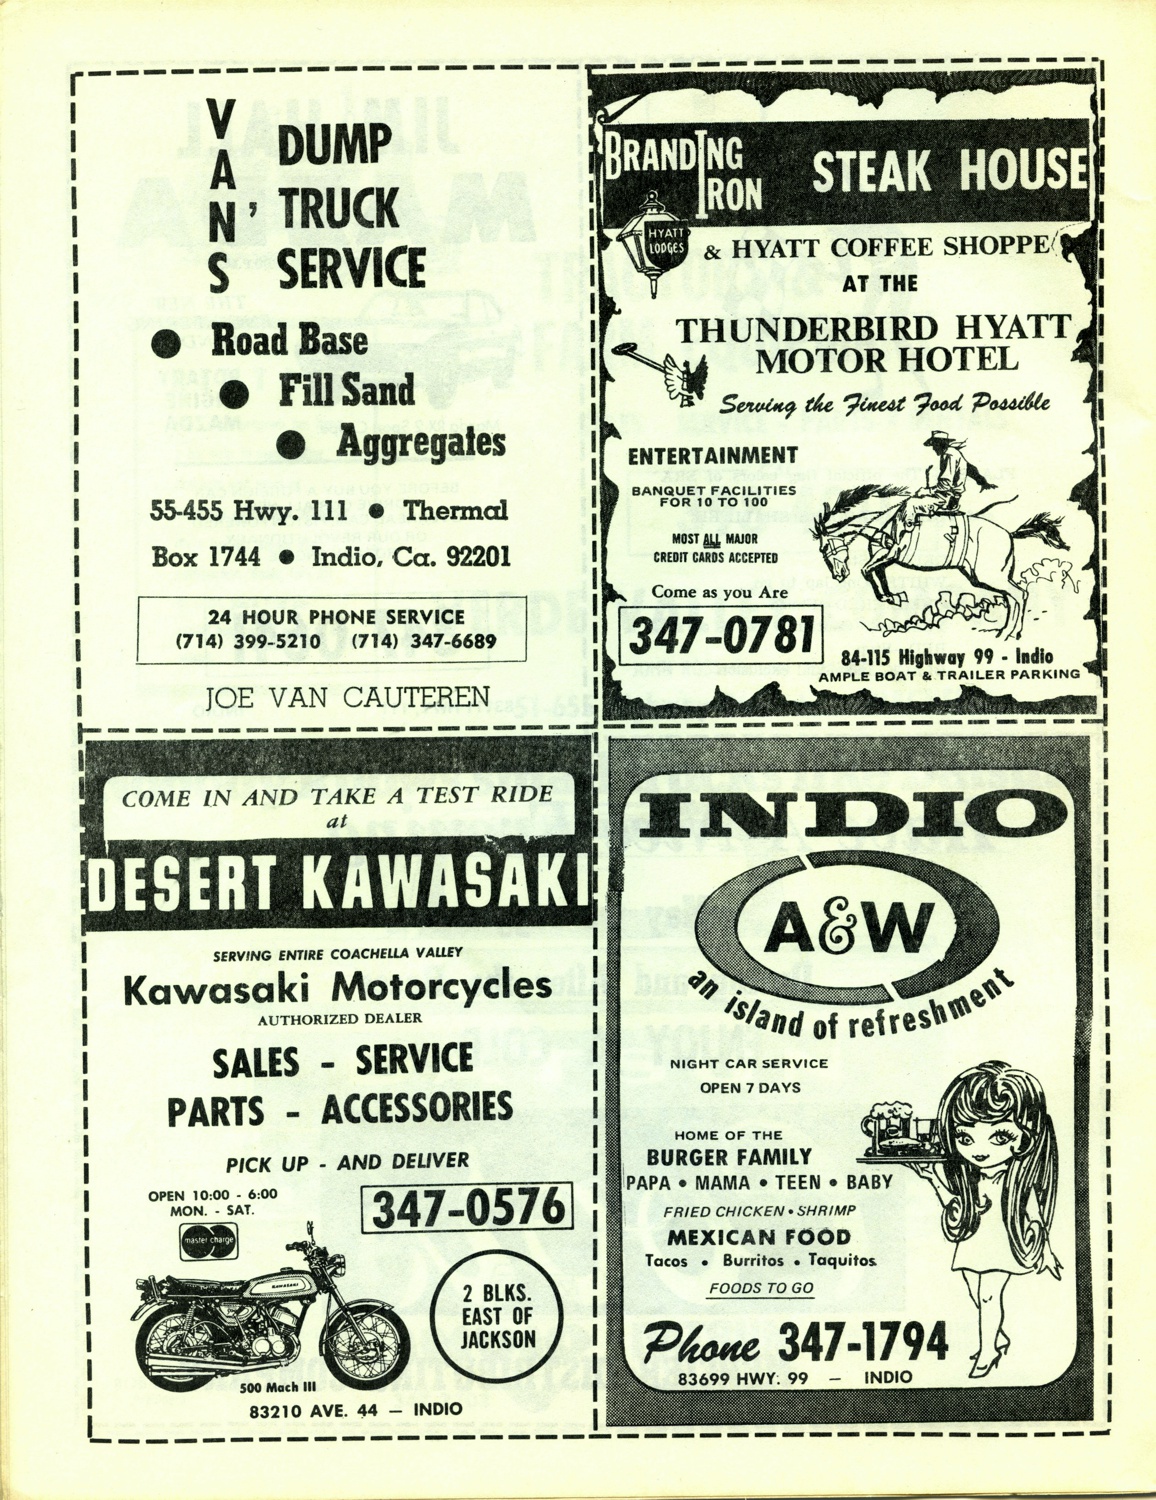 VAN'S DUMP
TRUCK
SERVICE
● Road Base
● Fill Sand
● Aggregates
55-455 Hwy. 111 ● Thermal
Box 1744 ● Indio, Ca. 92201
24 HOUR PHONE SERVICE
(714) 399-5210 (714) 347-6689
JOE VAN CAUTEREN
BRANDING IRON STEAK HOUSE
HYATT
LODGES
& HYATT COFFEE SHOPPE
AT THE
THUNDERBIRD HYATT
MOTOR HOTEL
Serving the Finest Food Possible
ENTERTAINMENT
BANQUET FACILITIES
FOR 10 TO 100
MOST ALL MAJOR
CREDIT CARDS ACCEPTED
Come as you Are
347-0781
84-115 Highway 99 - Indio
AMPLE BOAT & TRAILER PARKING
COME IN AND TAKE A TEST RIDE
at
DESERT KAWASAKI
SERVING ENTIRE COACHELLA VALLEY
Kawasaki Motorcycles
AUTHORIZED DEALER
SALES - SERVICE
PARTS - ACCESSORIES
PICK UP - AND DELIVER
OPEN 10:00 - 6:00
MON. - SAT.
347-0576
master charge
KAWASAKI
2 BLKS.
EAST OF
JACKSON
500 Mach III
83210 AVE. 44 — INDIO
INDIO
A&W
an island of refreshment
NIGHT CAR SERVICE
OPEN 7 DAYS
HOME OF THE
BURGER FAMILY
PAPA • MAMA • TEEN • BABY
FRIED CHICKEN • SHRIMP
MEXICAN FOOD
Tacos • Burritos • Taquitos
FOODS TO GO
Phone 347-1794
83699 HWY. 99 — INDIO